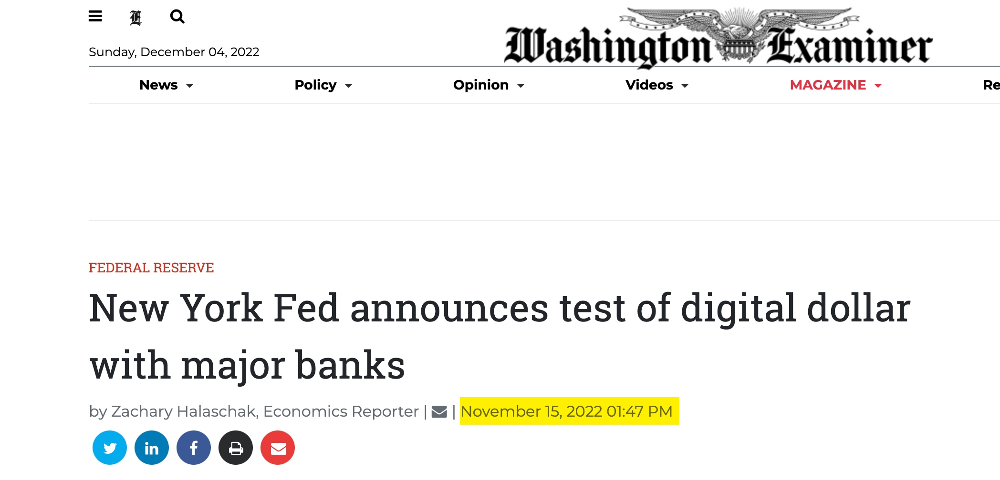 Sunday, December 04, 2022
Washington Examiner
News
Policy
Opinion
Videos
MAGAZINE
Re
FEDERAL RESERVE
New York Fed announces test of digital dollar
with major banks
by Zachary Halaschak, Economics Reporter | | November 15, 2022 01:47 PM